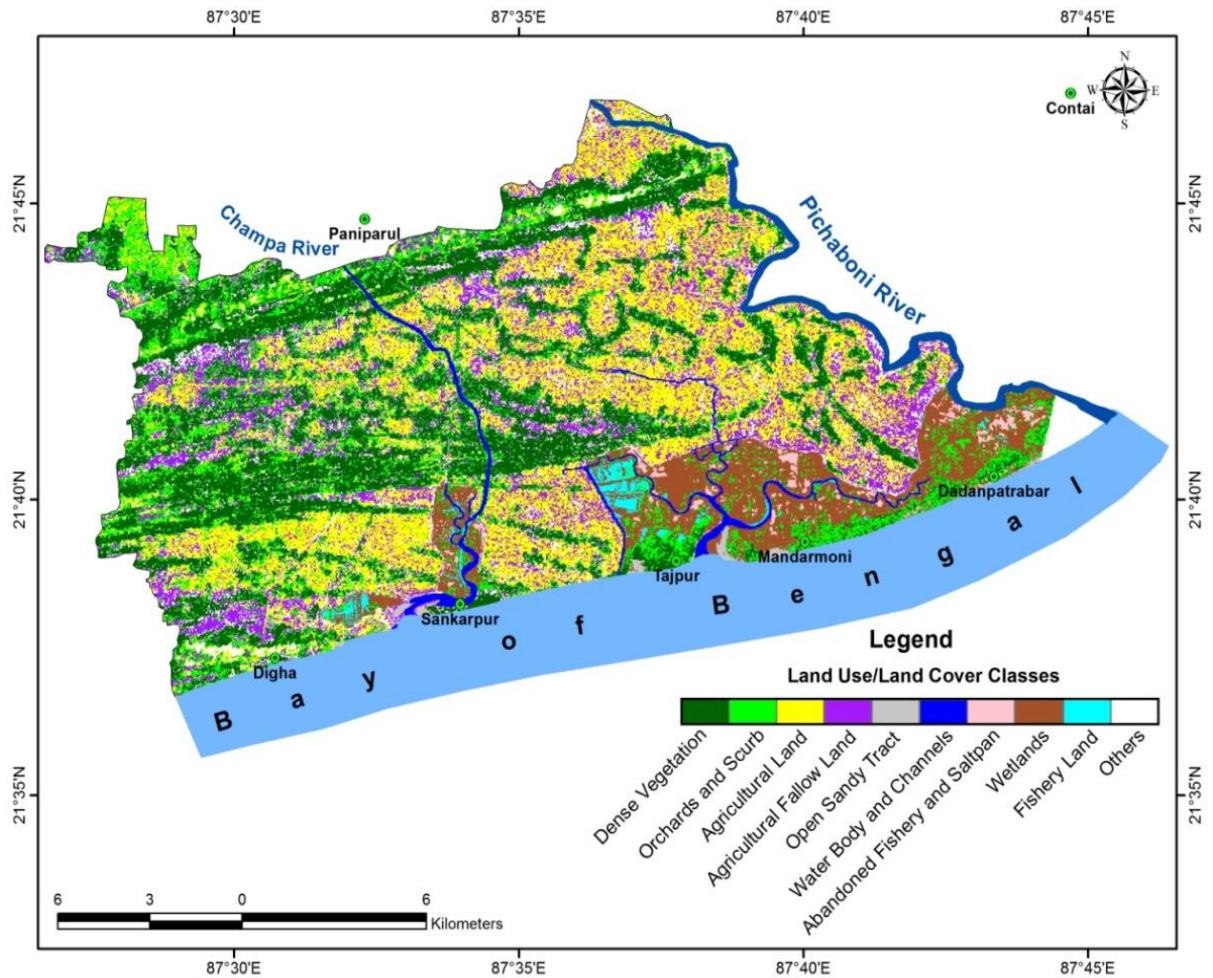 87°30'E 87°35'E 87°40'E 87°45'E
N
W E
S
Contai
21°45'N 21°45'N
Champa River
Paniparul
Pichaboni River
21°40'N 21°40'N
Dadanpatrabar
Mandarmoni
Tajpur
Sankarpur
Digha
Bay of Bengal
Legend
Land Use/Land Cover Classes
Dense Vegetation
Orchards and Scurb
Agricultural Land
Agricultural Fallow Land
Open Sandy Tract
Water Body and Channels
Abandoned Fishery and Saltpan
Wetlands
Fishery Land
Others
21°35'N 21°35'N
6 3 0 6
Kilometers
87°30'E 87°35'E 87°40'E 87°45'E